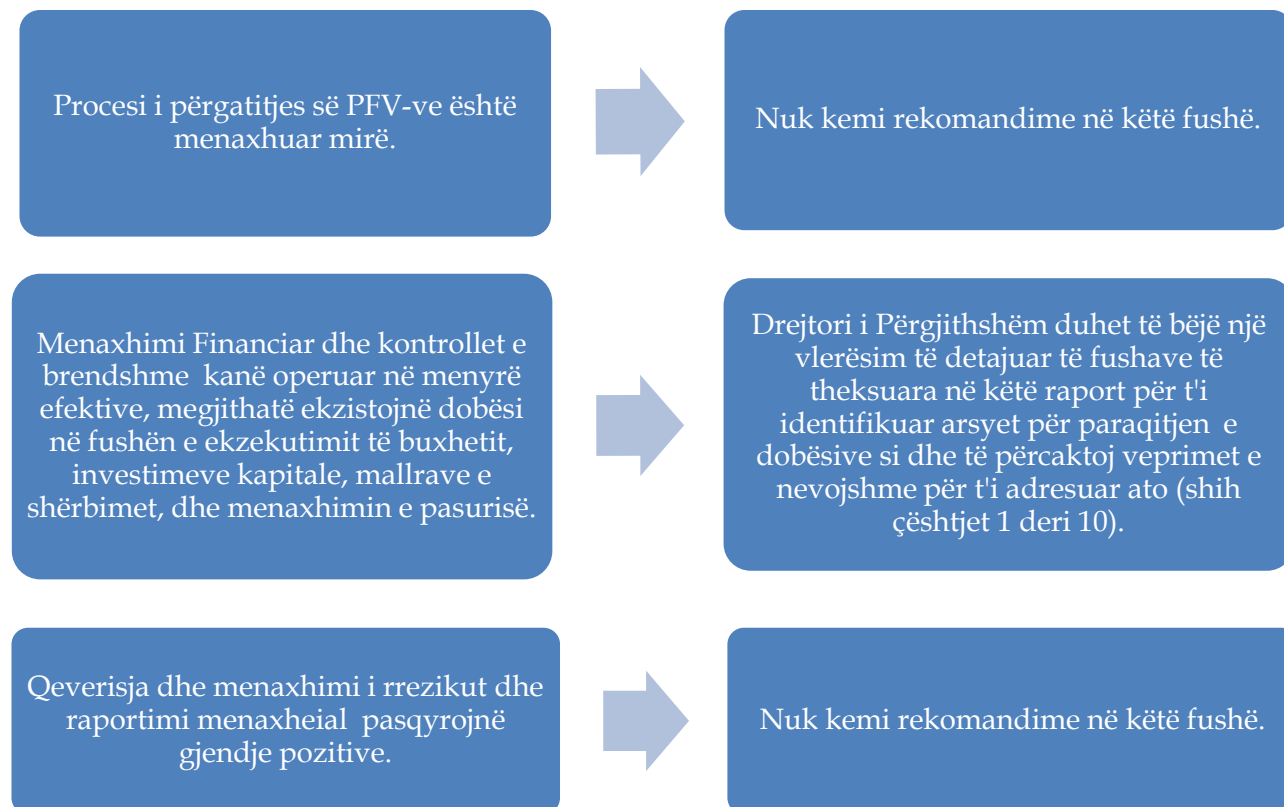 Procesi i përgatitjes së PFV-ve është
menaxhuar mirë.
Nuk kemi rekomandime në këtë fushë.
Menaxhimi Financiar dhe kontrollet e
brendshme kanë operuar në menyrë
efektive, megjithatë ekzistojnë dobësi
në fushën e ekzekutimit të buxhetit,
investimeve kapitale, mallrave e
shërbimet, dhe menaxhimin e pasurisë.
Drejtori i Përgjithshëm duhet të bëjë një
vlerësim të detajuar të fushave të
theksuara në këtë raport për t'i
identifikuar arsyet për paraqitjen e
dobësive si dhe të përcaktoj veprimet e
nevojshme për t'i adresuar ato (shih
çështjet 1 deri 10).
Qeverisja dhe menaxhimi i rrezikut dhe
raportimi menaxheial pasqyrojnë
gjendje pozitive.
Nuk kemi rekomandime në këtë fushë.